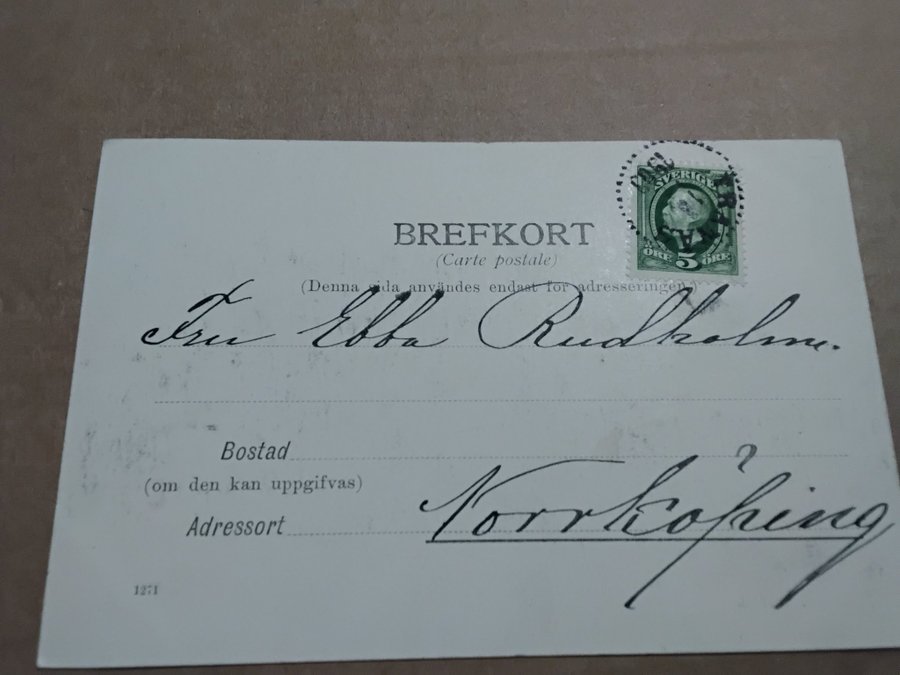 BREFKORT
(Carte postale)
(Denna sida användes endast för adresseringen.)
SVERIGE
ÖRE 5 ÖRE
TRANÅS
Fru Ebba Rudholm.
Bostad
(om den kan uppgifvas)
Adressort Norrköping
1271